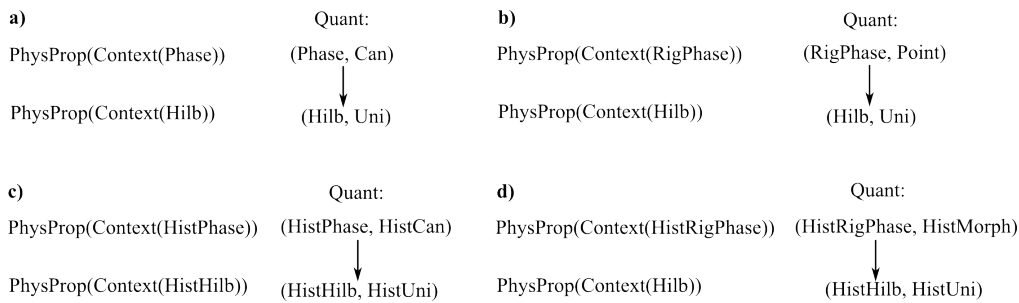 a) Quant:
PhysProp(Context(Phase)) (Phase, Can)
PhysProp(Context(Hilb)) (Hilb, Uni)
b) Quant:
PhysProp(Context(RigPhase)) (RigPhase, Point)
PhysProp(Context(Hilb)) (Hilb, Uni)
c) Quant:
PhysProp(Context(HistPhase)) (HistPhase, HistCan)
PhysProp(Context(HistHilb)) (HistHilb, HistUni)
d) Quant:
PhysProp(Context(HistRigPhase)) (HistRigPhase, HistMorph)
PhysProp(Context(Hilb)) (HistHilb, HistUni)